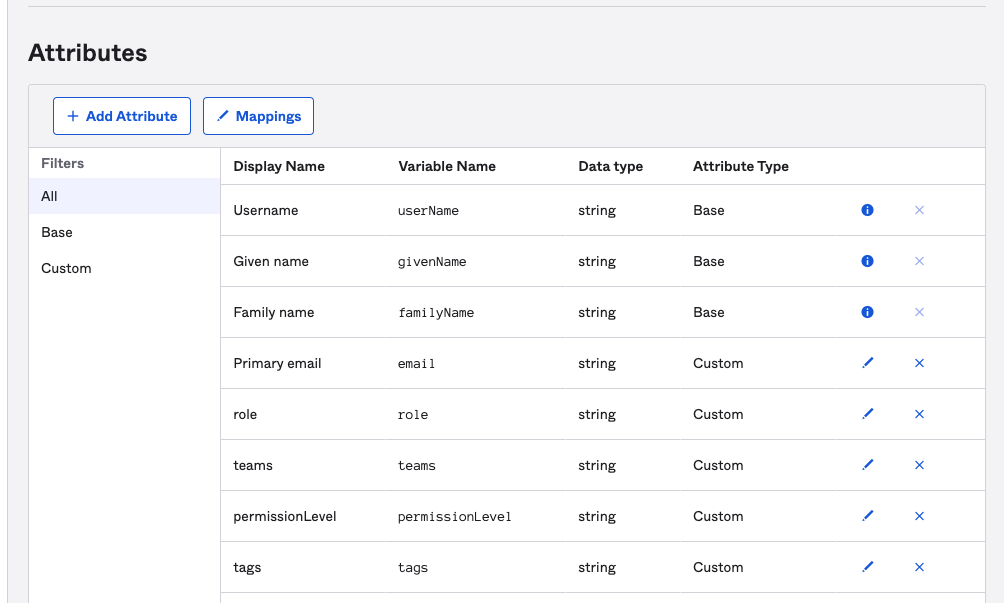 Attributes
+ Add Attribute Mappings
Filters
All
Base
Custom
Display Name Variable Name Data type Attribute Type
Username userName string Base
Given name givenName string Base
Family name familyName string Base
Primary email email string Custom
role role string Custom
teams teams string Custom
permissionLevel permissionLevel string Custom
tags tags string Custom